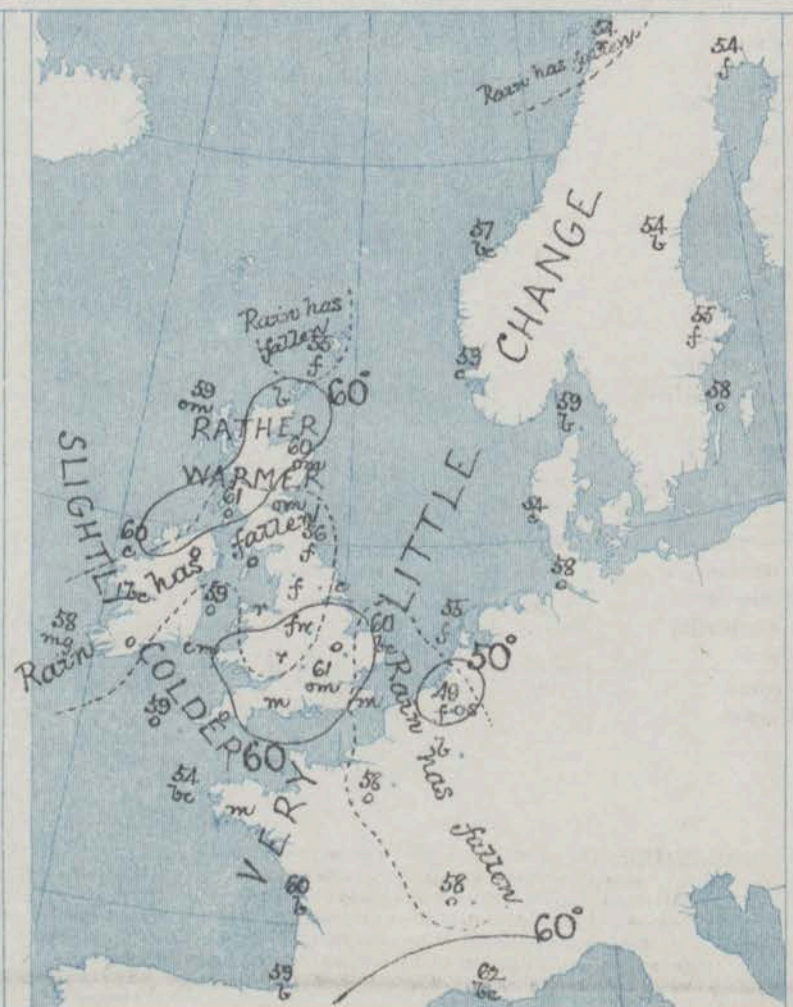 54
Rain has fallen
54
f
57
bc
54
b
CHANGE
55
f
Rain has
fallen
55
f
59
c
58
o
59
om
b
60°
59
b
RATHER
60
om
WARMER
61
o
om
SLIGHTLY
LITTLE
54
o
60
c
fallen
56
f
o
58
o
has
bc
59
o
f
c
58
mg
r
fr
60
bc
55
f
Rain
o
cm
r
o
50°
COLDER
61
om
49
f
m
m
59
o
60°
b
Rain has fallen
54
bc
m
58
o
VERY
60
b
58
c
60°
59
b
62
bc